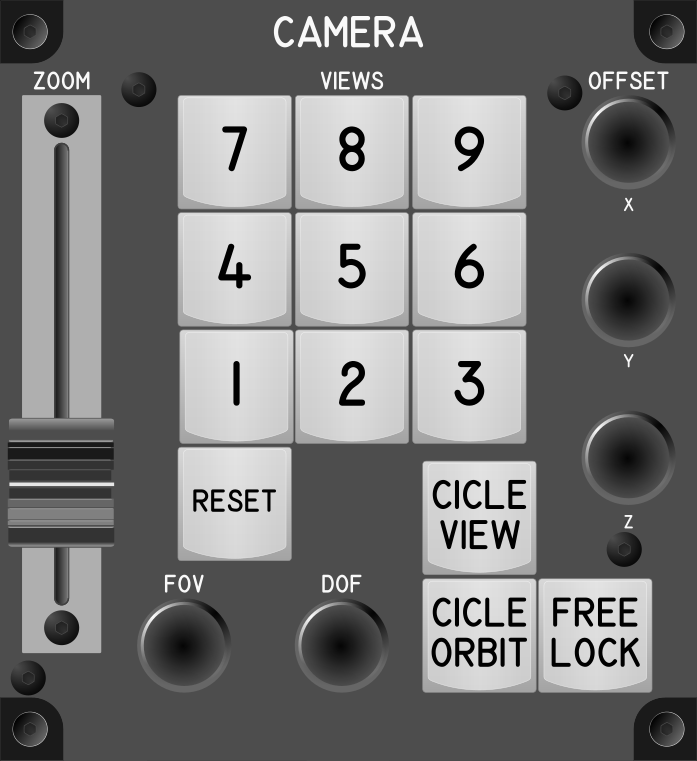 CAMERA
ZOOM
VIEWS
OFFSET
7 8 9
X
4 5 6
Y
1 2 3
RESET
CICLE
VIEW
Z
FOV
DOF
CICLE
ORBIT
FREE
LOCK